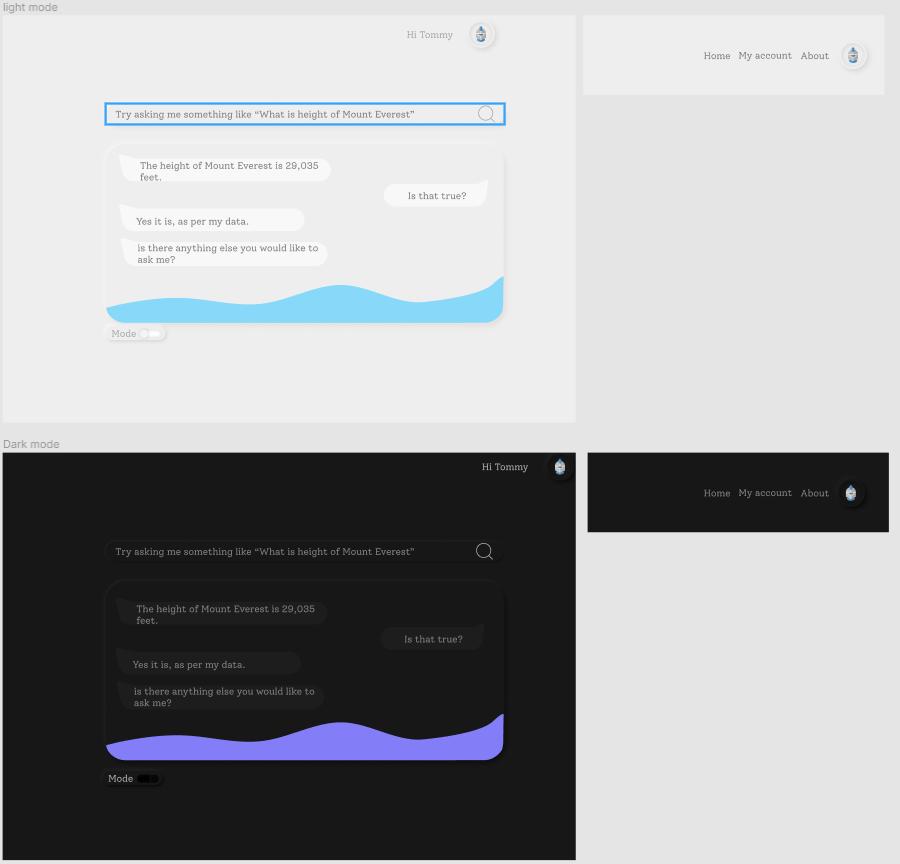 light mode
Hi Tommy
Home My account About
Try asking me something like “What is height of Mount Everest”
The height of Mount Everest is 29,035
feet.
Is that true?
Yes it is, as per my data.
is there anything else you would like to
ask me?
Mode
Dark mode
Hi Tommy
Home My account About
Try asking me something like “What is height of Mount Everest”
The height of Mount Everest is 29,035
feet.
Is that true?
Yes it is, as per my data.
is there anything else you would like to
ask me?
Mode